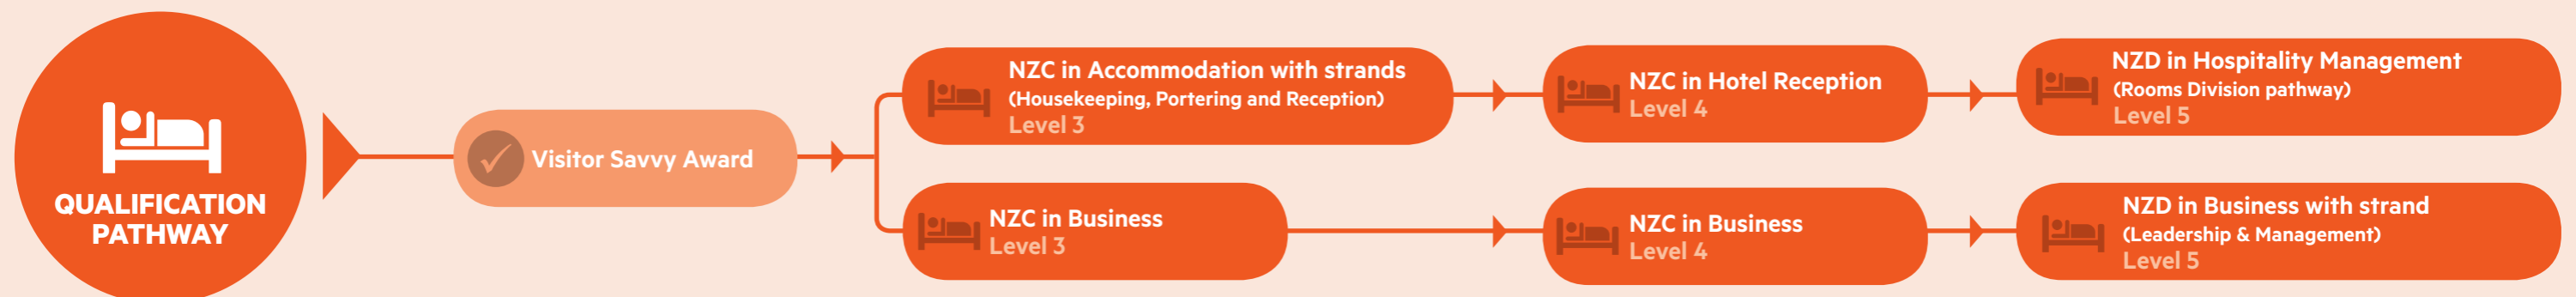 QUALIFICATION
PATHWAY
Visitor Savvy Award
NZC in Accommodation with strands
(Housekeeping, Portering and Reception)
Level 3
NZC in Hotel Reception
Level 4
NZD in Hospitality Management
(Rooms Division pathway)
Level 5
NZC in Business
Level 3
NZC in Business
Level 4
NZD in Business with strand
(Leadership & Management)
Level 5